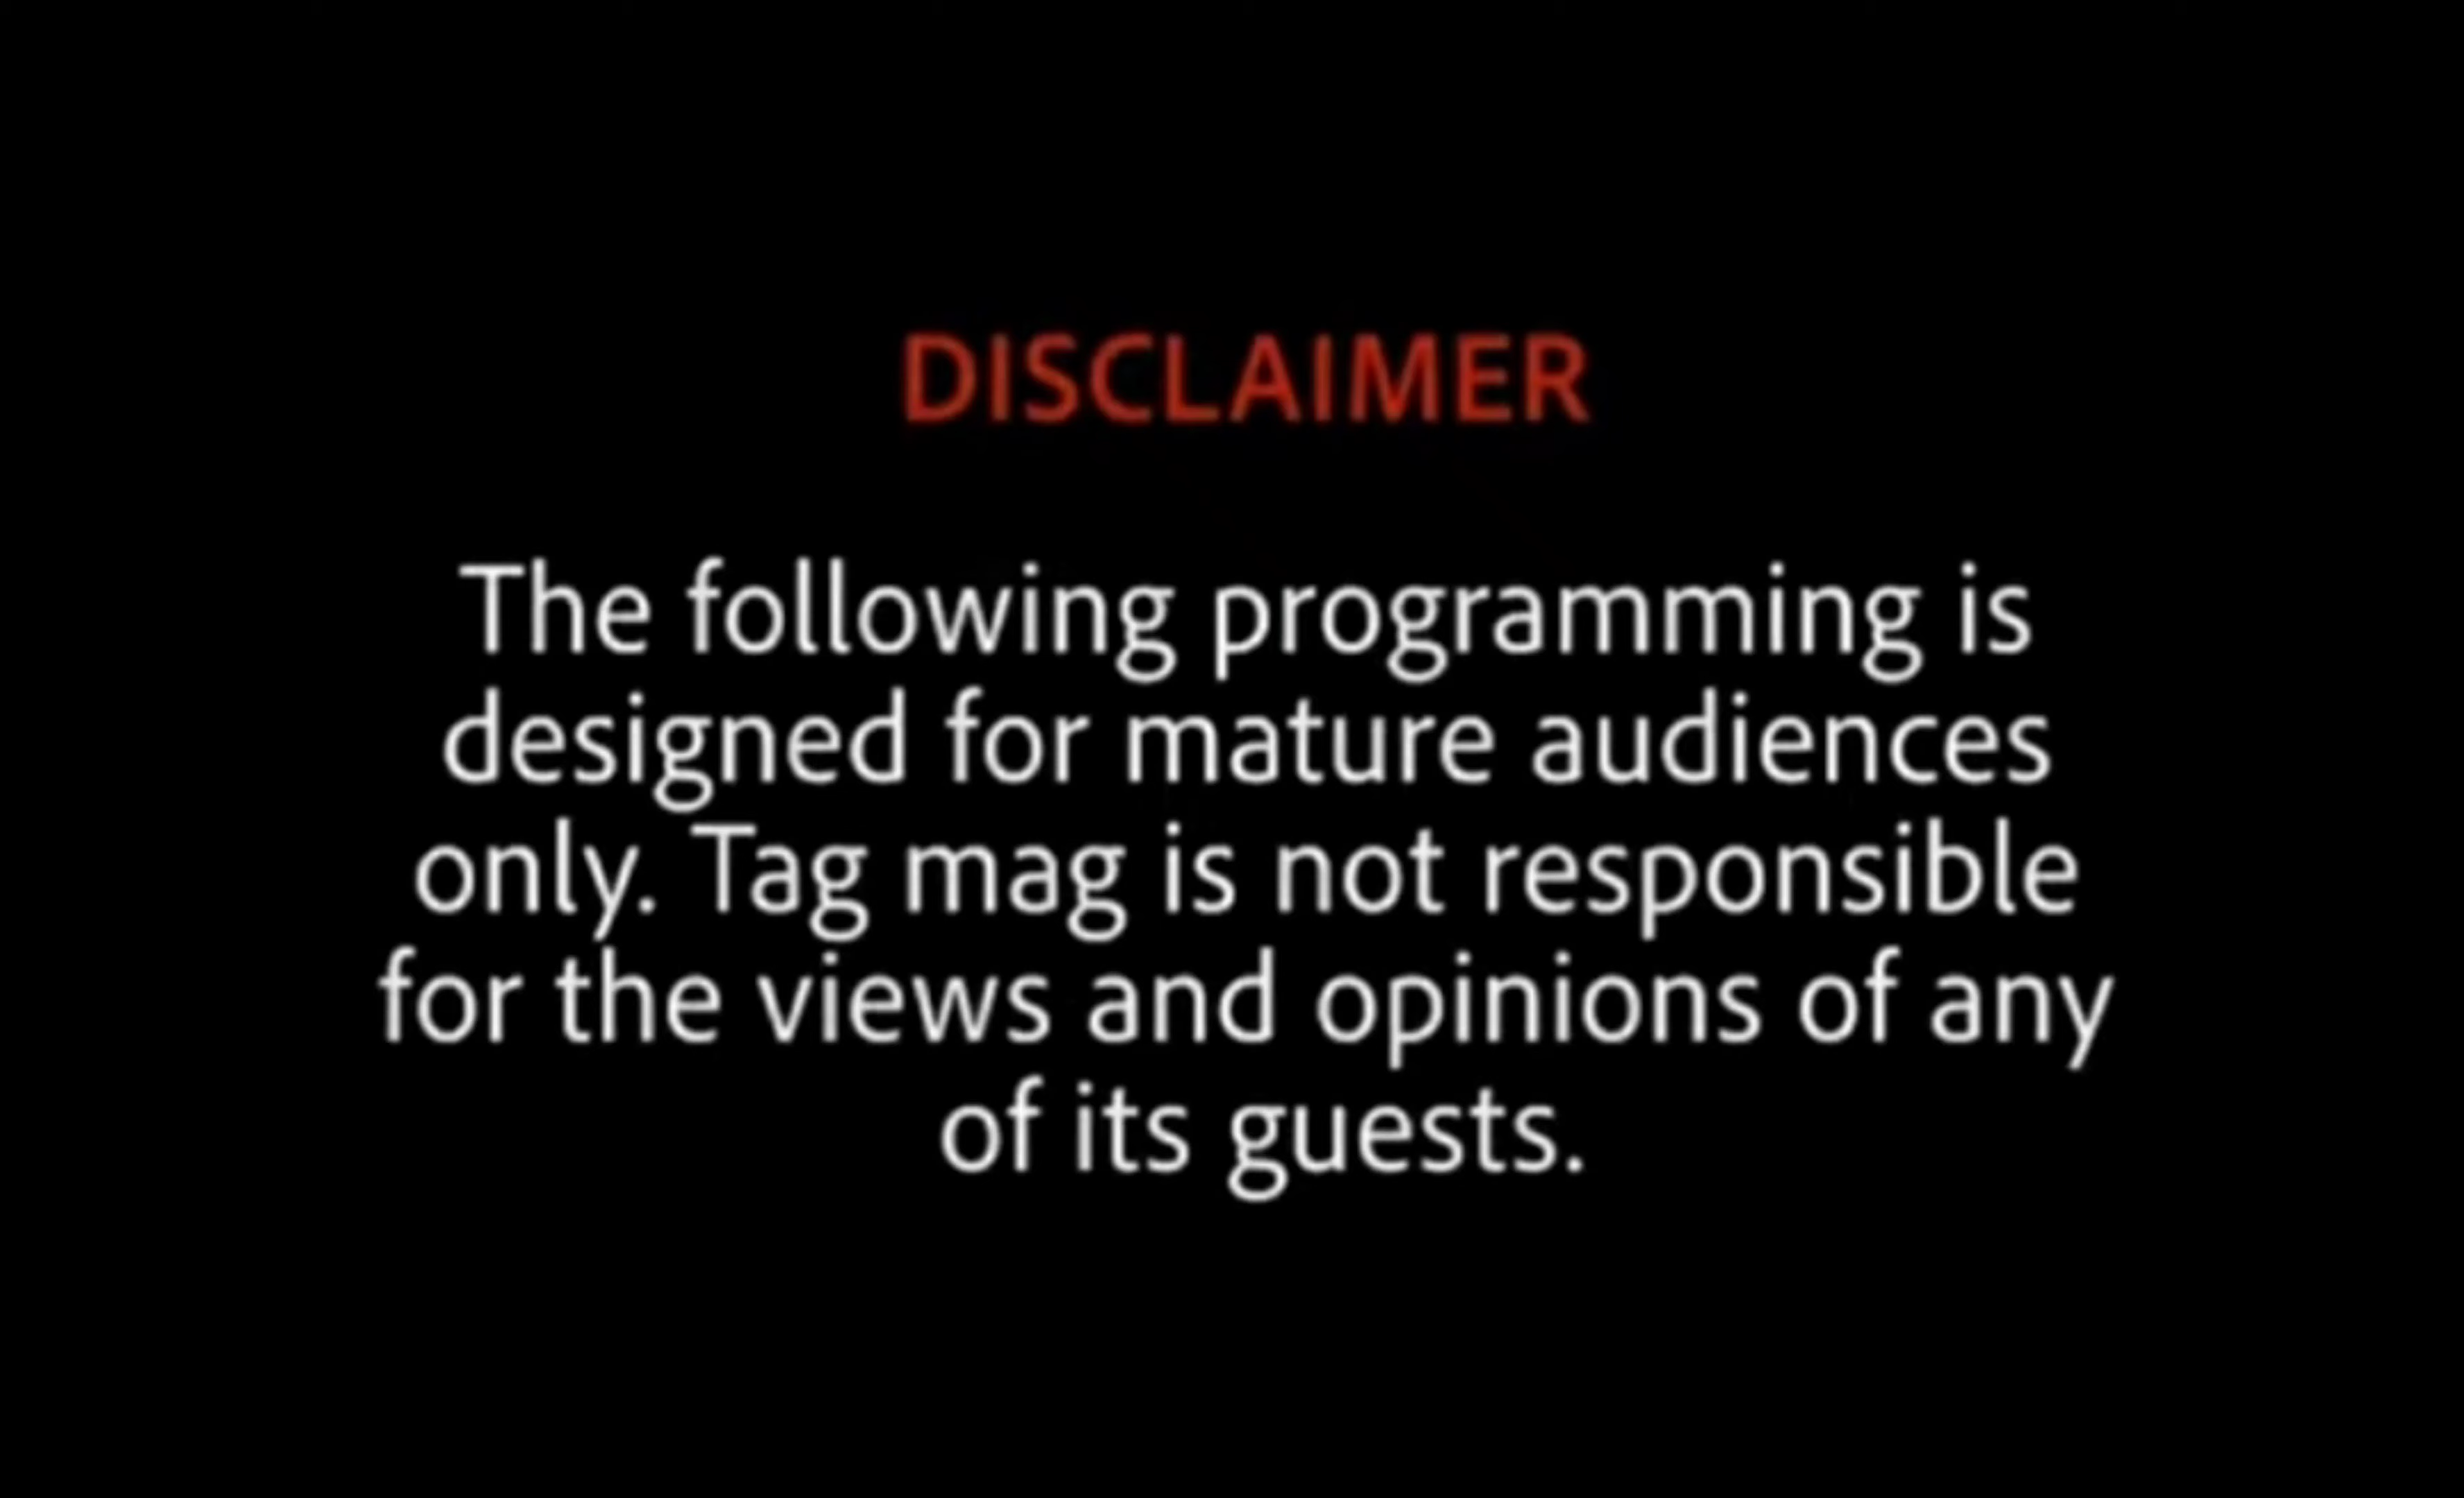 DISCLAIMER
The following programming is
designed for mature audiences
only. Tag mag is not responsible
for the views and opinions of any
of its guests.